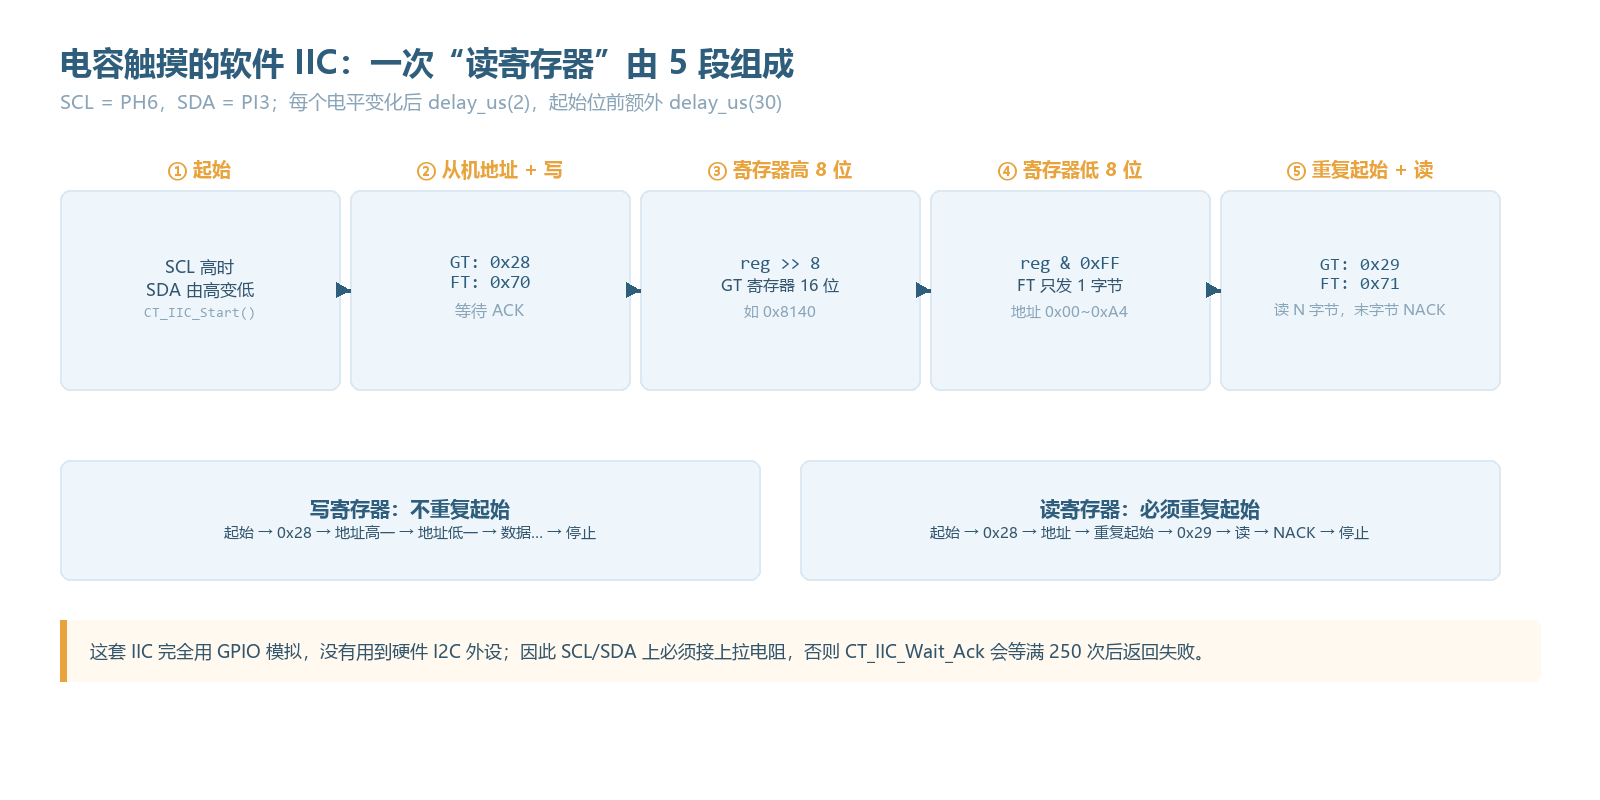 电容触摸的软件 IIC：一次“读寄存器”由 5 段组成
SCL = PH6，SDA = PI3；每个电平变化后 delay_us(2)，起始位前额外 delay_us(30)
① 起始
SCL 高时
SDA 由高变低
CT_IIC_Start()
② 从机地址 + 写
GT: 0x28
FT: 0x70
等待 ACK
③ 寄存器高 8 位
reg >> 8
GT 寄存器 16 位
如 0x8140
④ 寄存器低 8 位
reg & 0xFF
FT 只发 1 字节
地址 0x00~0xA4
⑤ 重复起始 + 读
GT: 0x29
FT: 0x71
读 N 字节，末字节 NACK
写寄存器：不重复起始
起始 → 0x28 → 地址高— → 地址低— → 数据… → 停止
读寄存器：必须重复起始
起始 → 0x28 → 地址 → 重复起始 → 0x29 → 读 → NACK → 停止
这套 IIC 完全用 GPIO 模拟，没有用到硬件 I2C 外设；因此 SCL/SDA 上必须接上拉电阻，否则 CT_IIC_Wait_Ack 会等满 250 次后返回失败。